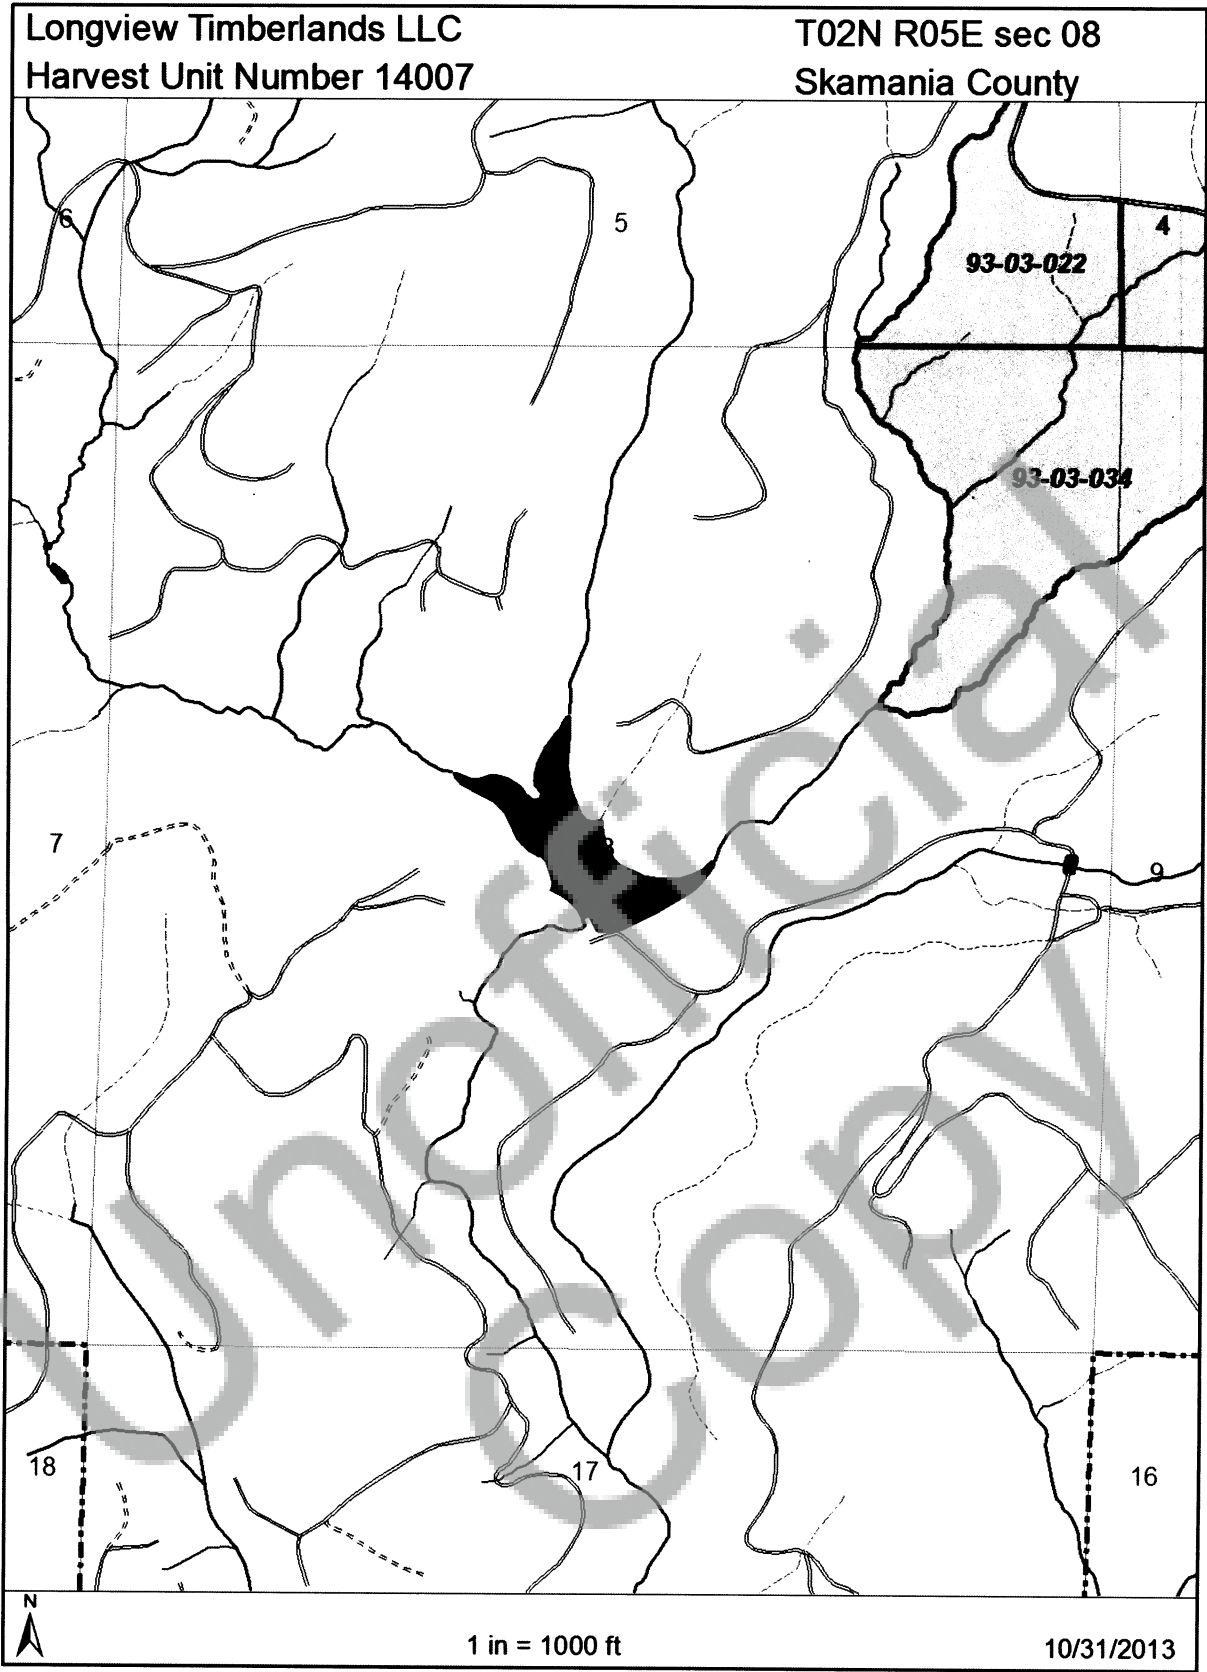 Longview Timberlands LLC
Harvest Unit Number 14007
T02N R05E sec 08
Skamania County
6
5
4
93-03-022
93-03-034
8
7
9
18
17
16
Unofficial
Copy
N
1 in = 1000 ft
10/31/2013